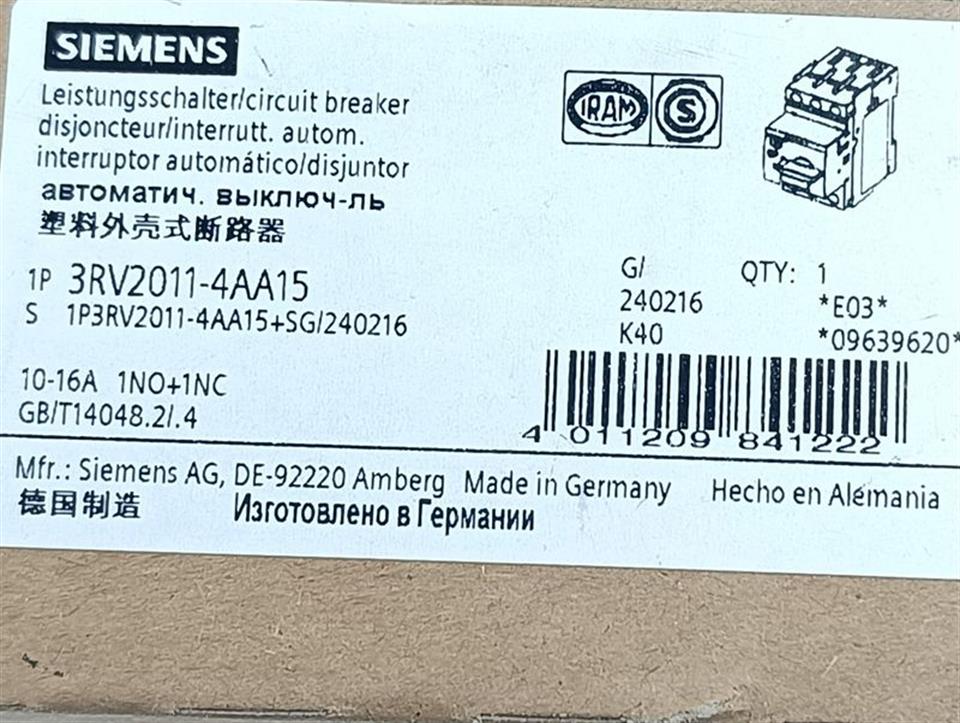 SIEMENS
Leistungsschalter/circuit breaker
disjoncteur/interrutt. autom.
interruptor automático/disjuntor
автоматич. выключ-ль
塑料外壳式断路器
IRAM S
1P 3RV2011-4AA15
S 1P3RV2011-4AA15+SG/240216
G/ QTY: 1
240216 *E03*
K40 *09639620*
10-16A 1NO+1NC
GB/T14048.2/.4
4 011209 841222
Mfr.: Siemens AG, DE-92220 Amberg Made in Germany Hecho en Alemania
德国制造 Изготовлено в Германии